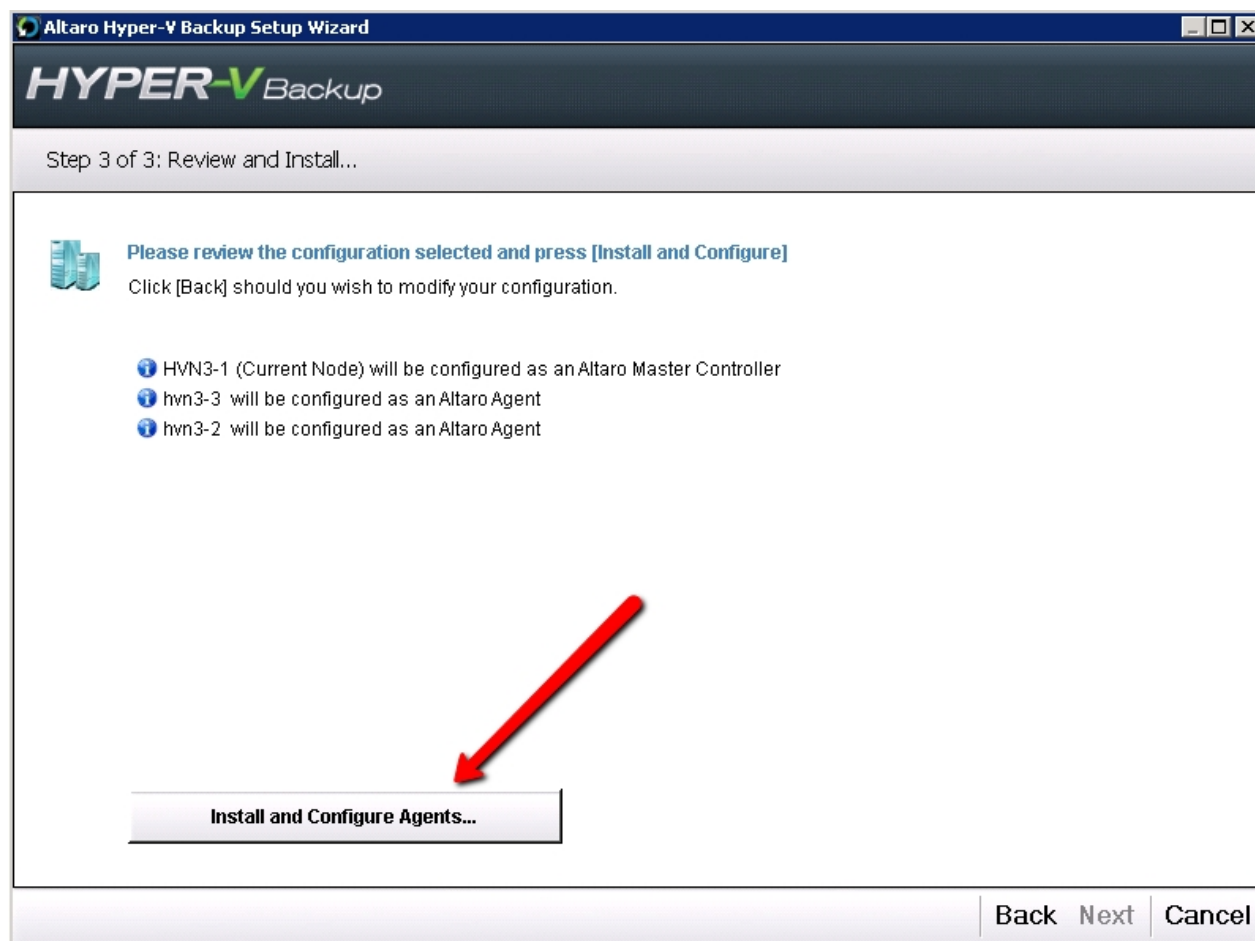 Altaro Hyper-V Backup Setup Wizard
HYPER-V Backup
Step 3 of 3: Review and Install...
Please review the configuration selected and press [Install and Configure]
Click [Back] should you wish to modify your configuration.
HVN3-1 (Current Node) will be configured as an Altaro Master Controller
hvn3-3 will be configured as an Altaro Agent
hvn3-2 will be configured as an Altaro Agent
Install and Configure Agents...
Back Next Cancel